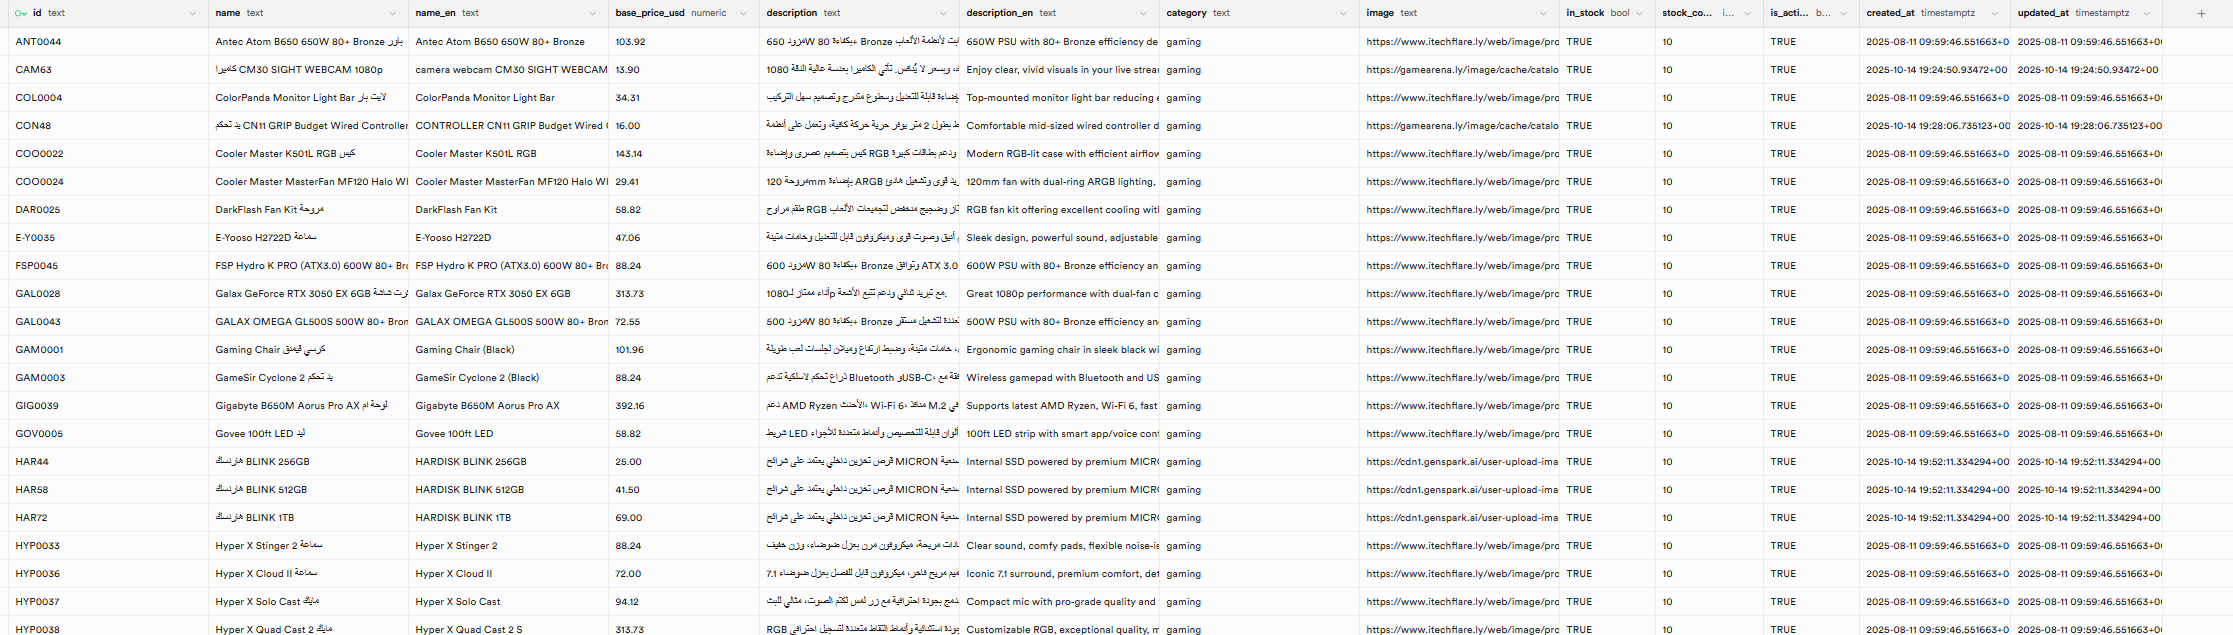 id text name text name_en text base_price_usd numeric description text description_en text category text image text in_stock bool stock_co... i... is_acti... b... created_at timestamptz updated_at timestamptz +
ANT0044 Antec Atom B650 650W 80+ Bronze باور Antec Atom B650 650W 80+ Bronze 103.92 مزود 650W بكفاءة 80+ Bronze لأنظمة الألعاب 650W PSU with 80+ Bronze efficiency de gaming https://www.itechflare.ly/web/image/pro TRUE 10 TRUE 2025-08-11 09:59:46.551663+0 2025-08-11 09:59:46.551663+0
CAM63 كاميرا CM30 SIGHT WEBCAM 1080p camera webcam CM30 SIGHT WEBCAM 13.90 وبسعر لا يُنافس. تأتي الكاميرا بعدسة عالية الدقة 1080 Enjoy clear, vivid visuals in your live strea gaming https://gamearena.ly/image/cache/catalo TRUE 10 TRUE 2025-10-14 19:24:50.93472+00 2025-10-14 19:24:50.93472+00
COL0004 ColorPanda Monitor Light Bar لايت بار ColorPanda Monitor Light Bar 34.31 إضاءة قابلة للتعديل وسطوع متدرج وتصميم سهل التركيب Top-mounted monitor light bar reducing gaming https://www.itechflare.ly/web/image/pro TRUE 10 TRUE 2025-08-11 09:59:46.551663+0 2025-08-11 09:59:46.551663+0
CON48 يد تحكم CN11 GRIP Budget Wired Controller CONTROLLER CN11 GRIP Budget Wired 16.00 بطول 2 متر يوفر حرية حركة كافية، وتعمل على أنظمة Comfortable mid-sized wired controller d gaming https://gamearena.ly/image/cache/catalo TRUE 10 TRUE 2025-10-14 19:28:06.735123+00 2025-10-14 19:28:06.735123+00
COO0022 Cooler Master K501L RGB كيس Cooler Master K501L RGB 143.14 كيس بتصميم عصري وإضاءة RGB ودعم بطاقات كبيرة Modern RGB-lit case with efficient airflow gaming https://www.itechflare.ly/web/image/pro TRUE 10 TRUE 2025-08-11 09:59:46.551663+0 2025-08-11 09:59:46.551663+0
COO0024 Cooler Master MasterFan MF120 Halo W Cooler Master MasterFan MF120 Halo W 29.41 مروحة 120mm بإضاءة ARGB قوي وتشغيل هادئ 120mm fan with dual-ring ARGB lighting, gaming https://www.itechflare.ly/web/image/pro TRUE 10 TRUE 2025-08-11 09:59:46.551663+0 2025-08-11 09:59:46.551663+0
DAR0025 DarkFlash Fan Kit مروحة DarkFlash Fan Kit 58.82 طقم مراوح RGB وضجيج منخفض لتجميعات الألعاب RGB fan kit offering excellent cooling wit gaming https://www.itechflare.ly/web/image/pro TRUE 10 TRUE 2025-08-11 09:59:46.551663+0 2025-08-11 09:59:46.551663+0
E-Y0035 E-Yooso H2722D سماعة E-Yooso H2722D 47.06 أنيق وصوت قوي وميكروفون قابل للتعديل وخامات متينة Sleek design, powerful sound, adjustable gaming https://www.itechflare.ly/web/image/pro TRUE 10 TRUE 2025-08-11 09:59:46.551663+0 2025-08-11 09:59:46.551663+0
FSP0045 FSP Hydro K PRO (ATX3.0) 600W 80+ Br FSP Hydro K PRO (ATX3.0) 600W 80+ Br 88.24 مزود 600W بكفاءة 80+ Bronze وتوافق ATX 3.0 600W PSU with 80+ Bronze efficiency an gaming https://www.itechflare.ly/web/image/pro TRUE 10 TRUE 2025-08-11 09:59:46.551663+0 2025-08-11 09:59:46.551663+0
GAL0028 Galax GeForce RTX 3050 EX 6GB كرت شاشة Galax GeForce RTX 3050 EX 6GB 313.73 أداء ممتاز لـ1080p مع تبريد ثنائي ودعم تتبع الأشعة. Great 1080p performance with dual-fan c gaming https://www.itechflare.ly/web/image/pro TRUE 10 TRUE 2025-08-11 09:59:46.551663+0 2025-08-11 09:59:46.551663+0
GAL0043 GALAX OMEGA GL500S 500W 80+ Bron GALAX OMEGA GL500S 500W 80+ Bron 72.55 مزود 500W بكفاءة 80+ Bronze لتشغيل مستقر 500W PSU with 80+ Bronze efficiency an gaming https://www.itechflare.ly/web/image/pro TRUE 10 TRUE 2025-08-11 09:59:46.551663+0 2025-08-11 09:59:46.551663+0
GAM0001 Gaming Chair كرسي قيمنق Gaming Chair (Black) 101.96 خامات متينة، وضبط ارتفاع وميلان لجلسات لعب طويلة Ergonomic gaming chair in sleek black wi gaming https://www.itechflare.ly/web/image/pro TRUE 10 TRUE 2025-08-11 09:59:46.551663+0 2025-08-11 09:59:46.551663+0
GAM0003 GameSir Cyclone 2 يد تحكم GameSir Cyclone 2 (Black) 88.24 ذراع تحكم لاسلكية تدعم Bluetooth وUSB-C، مع Wireless gamepad with Bluetooth and US gaming https://www.itechflare.ly/web/image/pro TRUE 10 TRUE 2025-08-11 09:59:46.551663+0 2025-08-11 09:59:46.551663+0
GIG0039 Gigabyte B650M Aorus Pro AX لوحة ام Gigabyte B650M Aorus Pro AX 392.16 دعم AMD Ryzen الأحدث، Wi-Fi 6، منافذ M.2 Supports latest AMD Ryzen, Wi-Fi 6, fast gaming https://www.itechflare.ly/web/image/pro TRUE 10 TRUE 2025-08-11 09:59:46.551663+0 2025-08-11 09:59:46.551663+0
GOV0005 Govee 100ft LED ليد Govee 100ft LED 58.82 شريط LED ألوان قابلة للتخصيص وأنماط متعددة للأجواء 100ft LED strip with smart app/voice con gaming https://www.itechflare.ly/web/image/pro TRUE 10 TRUE 2025-08-11 09:59:46.551663+0 2025-08-11 09:59:46.551663+0
HAR44 هاردسك BLINK 256GB HARDISK BLINK 256GB 25.00 قرص تخزين داخلي يعتمد على شرائح MICRON Internal SSD powered by premium MICR gaming https://cdn1.genspark.ai/user-upload-ima TRUE 10 TRUE 2025-10-14 19:52:11.334294+00 2025-10-14 19:52:11.334294+00
HAR58 هاردسك BLINK 512GB HARDISK BLINK 512GB 41.50 قرص تخزين داخلي يعتمد على شرائح MICRON Internal SSD powered by premium MICR gaming https://cdn1.genspark.ai/user-upload-ima TRUE 10 TRUE 2025-10-14 19:52:11.334294+00 2025-10-14 19:52:11.334294+00
HAR72 هاردسك BLINK 1TB HARDISK BLINK 1TB 69.00 قرص تخزين داخلي يعتمد على شرائح MICRON Internal SSD powered by premium MICR gaming https://cdn1.genspark.ai/user-upload-ima TRUE 10 TRUE 2025-10-14 19:52:11.334294+00 2025-10-14 19:52:11.334294+00
HYP0033 Hyper X Stinger 2 سماعة Hyper X Stinger 2 88.24 مريحة، ميكروفون مرن بعزل ضوضاء، وزن خفيف Clear sound, comfy pads, flexible noise-is gaming https://www.itechflare.ly/web/image/pro TRUE 10 TRUE 2025-08-11 09:59:46.551663+0 2025-08-11 09:59:46.551663+0
HYP0036 Hyper X Cloud II سماعة Hyper X Cloud II 72.00 مريح فاخر، ميكروفون قابل للفصل بعزل ضوضاء 7.1 Iconic 7.1 surround, premium comfort, de gaming https://www.itechflare.ly/web/image/pro TRUE 10 TRUE 2025-08-11 09:59:46.551663+0 2025-08-11 09:59:46.551663+0
HYP0037 Hyper X Solo Cast مايك Hyper X Solo Cast 94.12 مدمج بجودة احترافية مع زر لمس لكتم الصوت، مثالي للبث Compact mic with pro-grade quality and gaming https://www.itechflare.ly/web/image/pro TRUE 10 TRUE 2025-08-11 09:59:46.551663+0 2025-08-11 09:59:46.551663+0
HYP0038 Hyper X Quad Cast 2 مايك Hyper X Quad Cast 2 S 313.73 RGB جودة استثنائية وأنماط التقاط متعددة لتسجيل احترافي Customizable RGB, exceptional quality, m gaming https://www.itechflare.ly/web/image/pro TRUE 10 TRUE 2025-08-11 09:59:46.551663+0 2025-08-11 09:59:46.551663+0